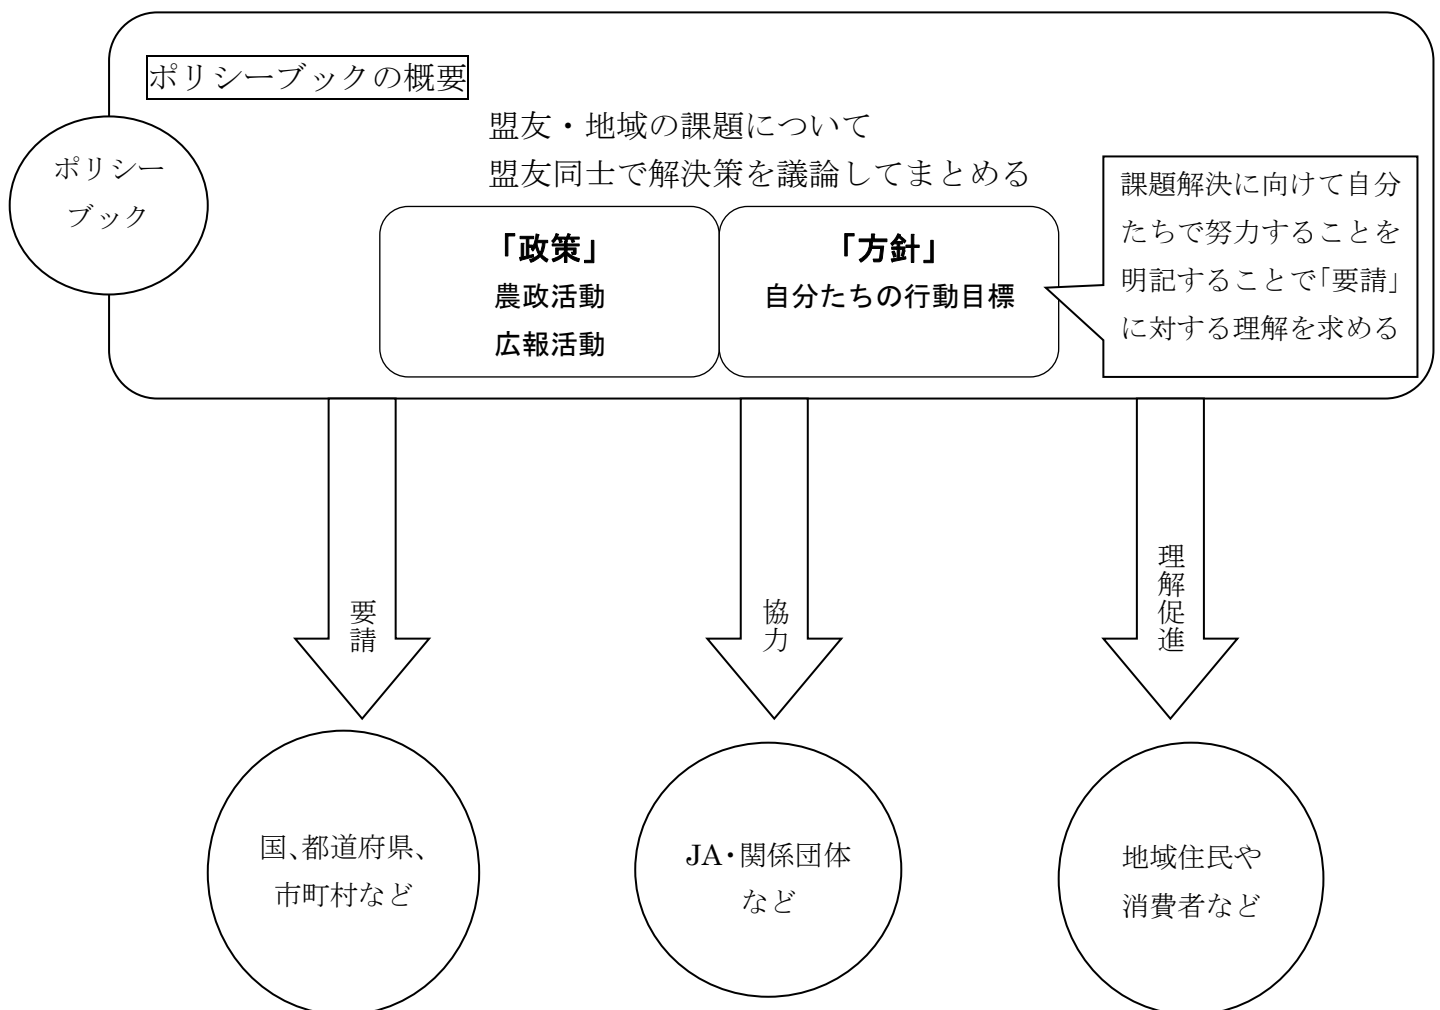 ポリシーブックの概要
ポリシー
ブック
盟友・地域の課題について
盟友同士で解決策を議論してまとめる
「政策」
農政活動
広報活動
「方針」
自分たちの行動目標
課題解決に向けて自分
たちで努力することを
明記することで「要請」
に対する理解を求める
要請
協力
理解促進
国、都道府県、
市町村など
JA・関係団体
など
地域住民や
消費者など